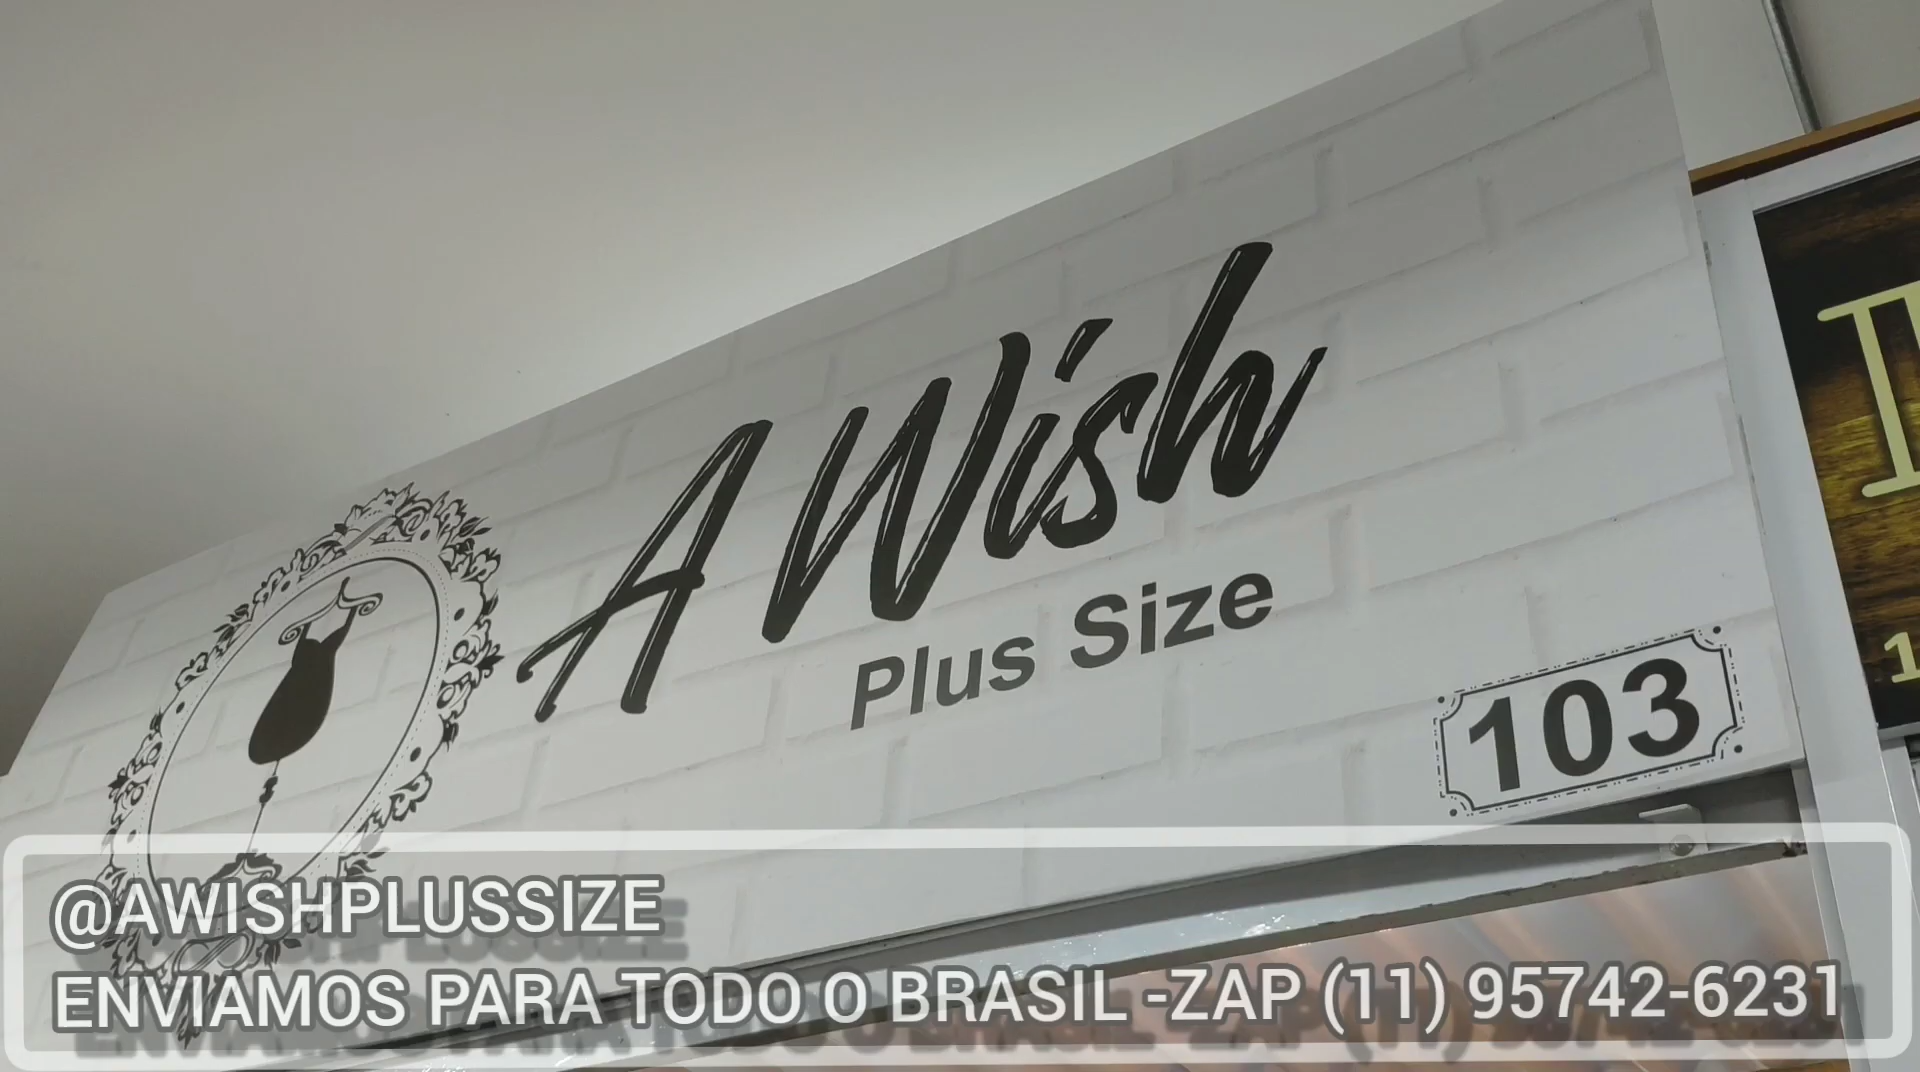 A Wish
Plus Size
103
@AWISHPLUSSIZE
ENVIAMOS PARA TODO O BRASIL -ZAP (11) 95742-6231